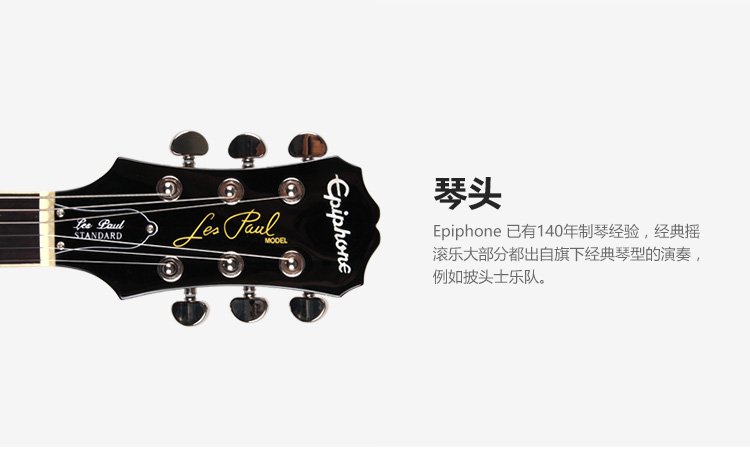 Epiphone
Les Paul
MODEL
Les Paul
STANDARD
琴头
Epiphone 已有140年制琴经验，经典摇
滚乐大部分都出自旗下经典琴型的演奏，
例如披头士乐队。